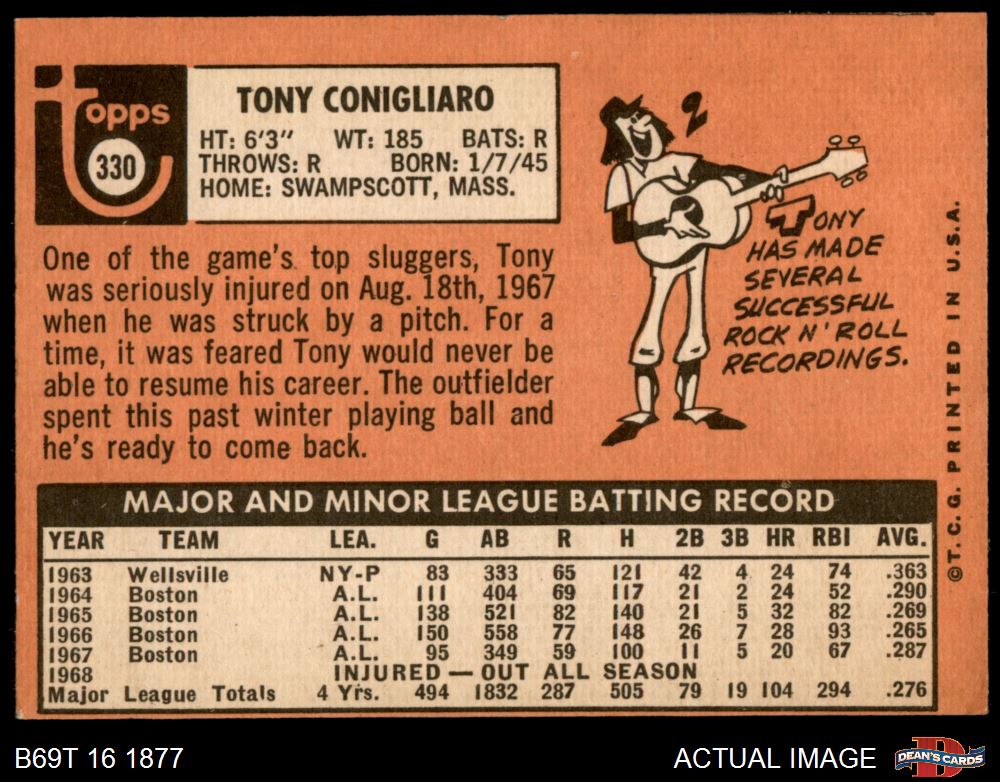 Topps
330
TONY CONIGLIARO
HT: 6'3" WT: 185 BATS: R
THROWS: R BORN: 1/7/45
HOME: SWAMPSCOTT, MASS.
One of the game's top sluggers, Tony
was seriously injured on Aug. 18th, 1967
when he was struck by a pitch. For a
time, it was feared Tony would never be
able to resume his career. The outfielder
spent this past winter playing ball and
he's ready to come back.
TONY
HAS MADE
SEVERAL
SUCCESSFUL
ROCK N' ROLL
RECORDINGS.
©T.C.G. PRINTED IN U.S.A.
MAJOR AND MINOR LEAGUE BATTING RECORD
YEAR TEAM LEA. G AB R H 2B 3B HR RBI AVG.
1963 Wellsville NY-P 83 333 65 121 42 4 24 74 .363
1964 Boston A.L. 111 404 69 117 21 2 24 52 .290
1965 Boston A.L. 138 521 82 140 21 5 32 82 .269
1966 Boston A.L. 150 558 77 148 26 7 28 93 .265
1967 Boston A.L. 95 349 59 100 11 5 20 67 .287
1968 INJURED — OUT ALL SEASON
Major League Totals 4 Yrs. 494 1832 287 505 79 19 104 294 .276
B69T 16 1877
ACTUAL IMAGE
D
DEAN'S CARDS